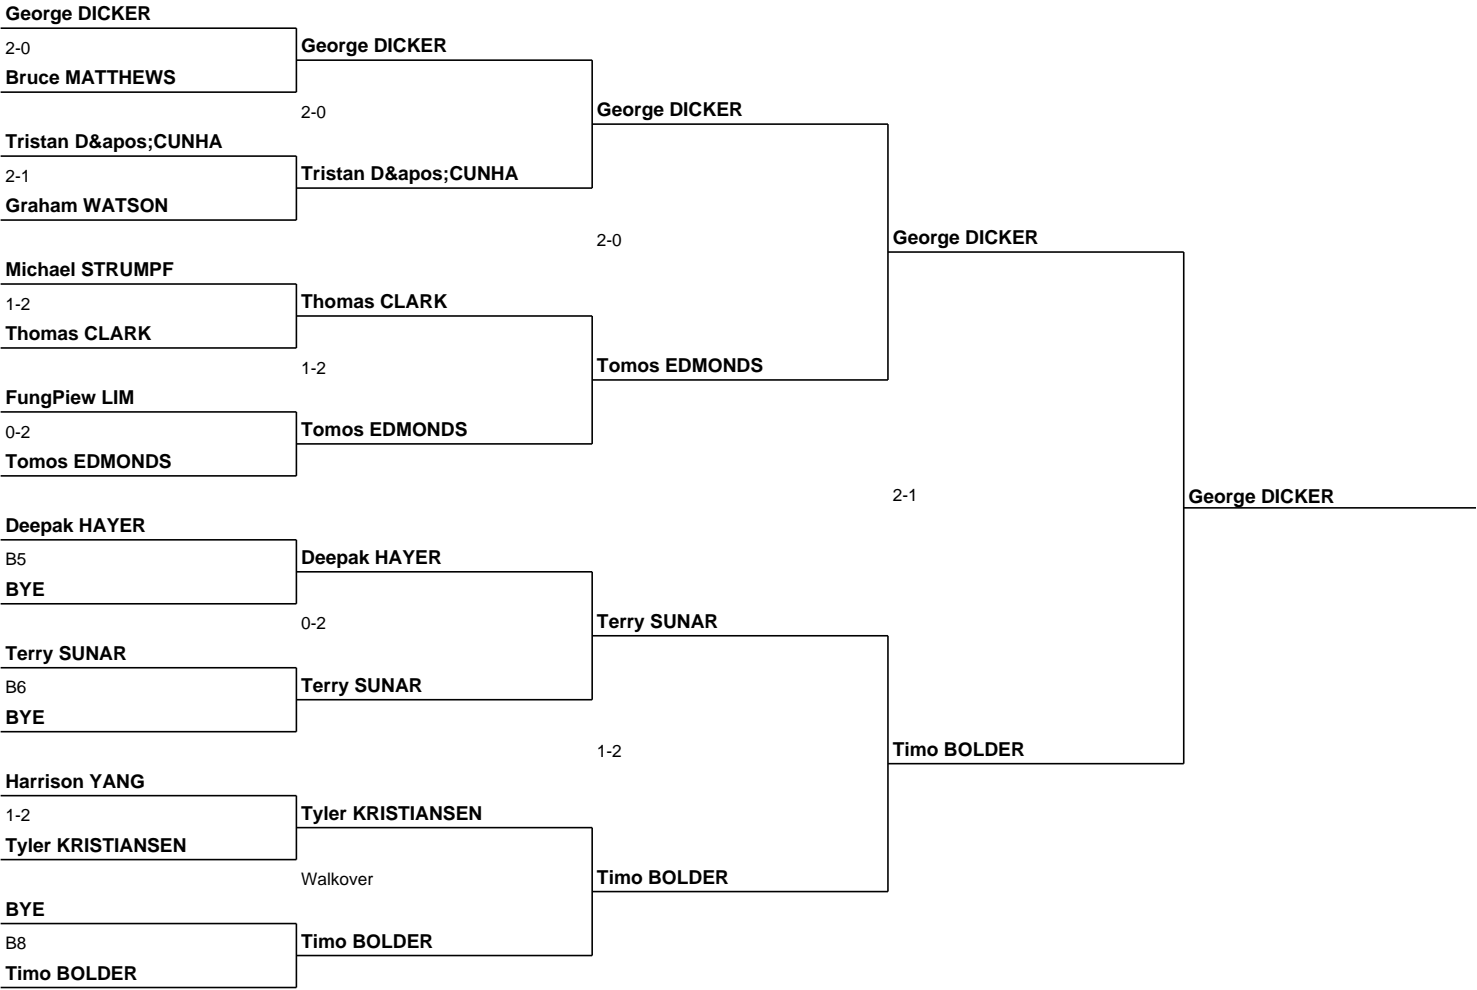 George DICKER
2-0
Bruce MATTHEWS
George DICKER
2-0
Tristan D&apos;CUNHA
2-1
Graham WATSON
Tristan D&apos;CUNHA
George DICKER
2-0
Michael STRUMPF
1-2
Thomas CLARK
Thomas CLARK
1-2
FungPiew LIM
0-2
Tomos EDMONDS
Tomos EDMONDS
Tomos EDMONDS
George DICKER
2-1
George DICKER
Deepak HAYER
B5
BYE
Deepak HAYER
0-2
Terry SUNAR
B6
BYE
Terry SUNAR
Terry SUNAR
1-2
Harrison YANG
1-2
Tyler KRISTIANSEN
Tyler KRISTIANSEN
Walkover
BYE
B8
Timo BOLDER
Timo BOLDER
Timo BOLDER
Timo BOLDER